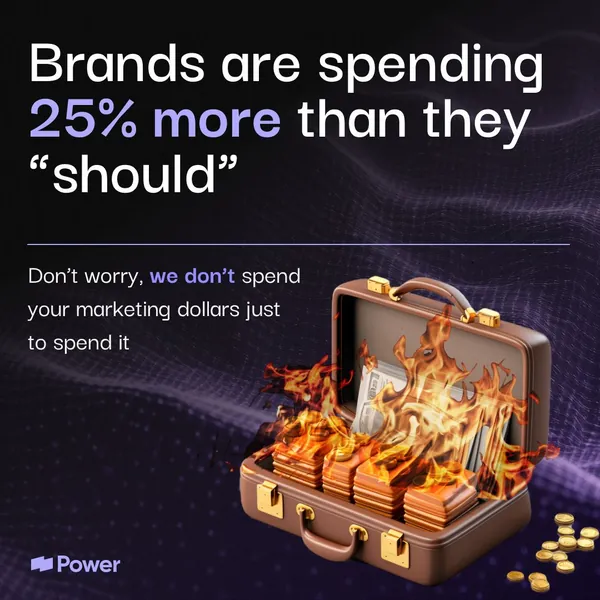 Brands are spending
25% more than they
“should”
Don’t worry, we don’t spend
your marketing dollars just
to spend it
Power